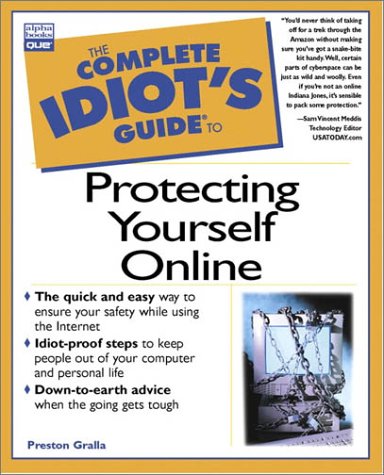 alpha
books
QUE®
THE
COMPLETE
IDIOT'S
GUIDE® TO
"You'd never think of taking
off for a trek through the
Amazon without making
sure you've got a snake-bite
kit handy. Well, certain
parts of cyberspace can be
just as wild and woolly. Even
if you're not an online
Indiana Jones, it's sensible
to pack some protection."
—Sam Vincent Meddis
Technology Editor
USATODAY.com
Protecting
Yourself
Online
The quick and easy way to
ensure your safety while using
the Internet
Idiot-proof steps to keep
people out of your computer
and personal life
Down-to-earth advice
when the going gets tough
Preston Gralla